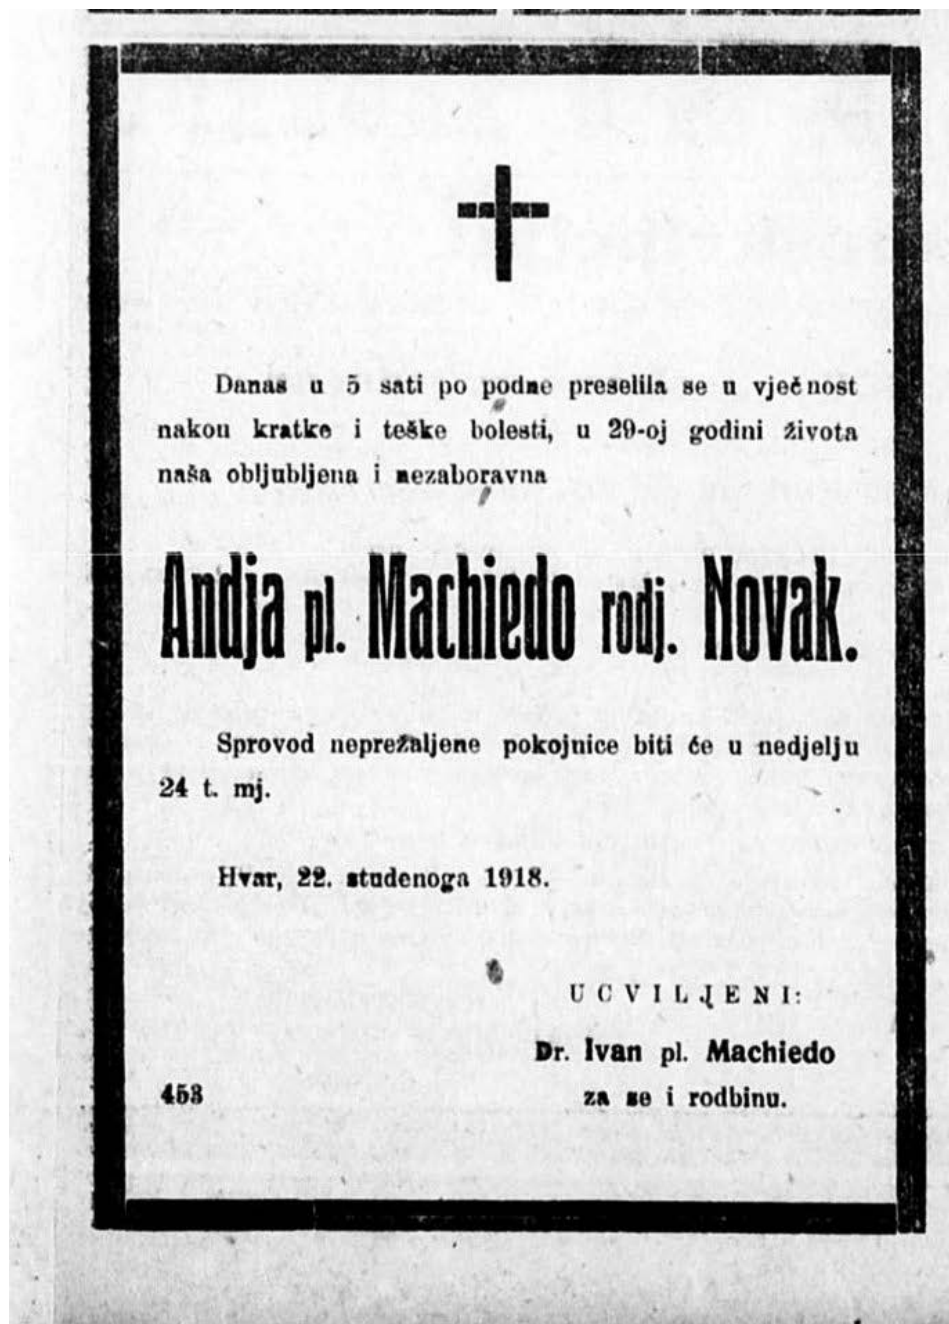 Danas u 5 sati po podne preselila se u vječnost
nakon kratke i teške bolesti, u 29-oj godini života
naša obljubljena i nezaboravna
Andja pl. Machiedo rodj. Novak.
Sprovod neprežaljene pokojnice biti će u nedjelju
24 t. mj.
Hvar, 22. studenoga 1918.
UCVILJENI:
Dr. Ivan pl. Machiedo
453
za se i rodbinu.